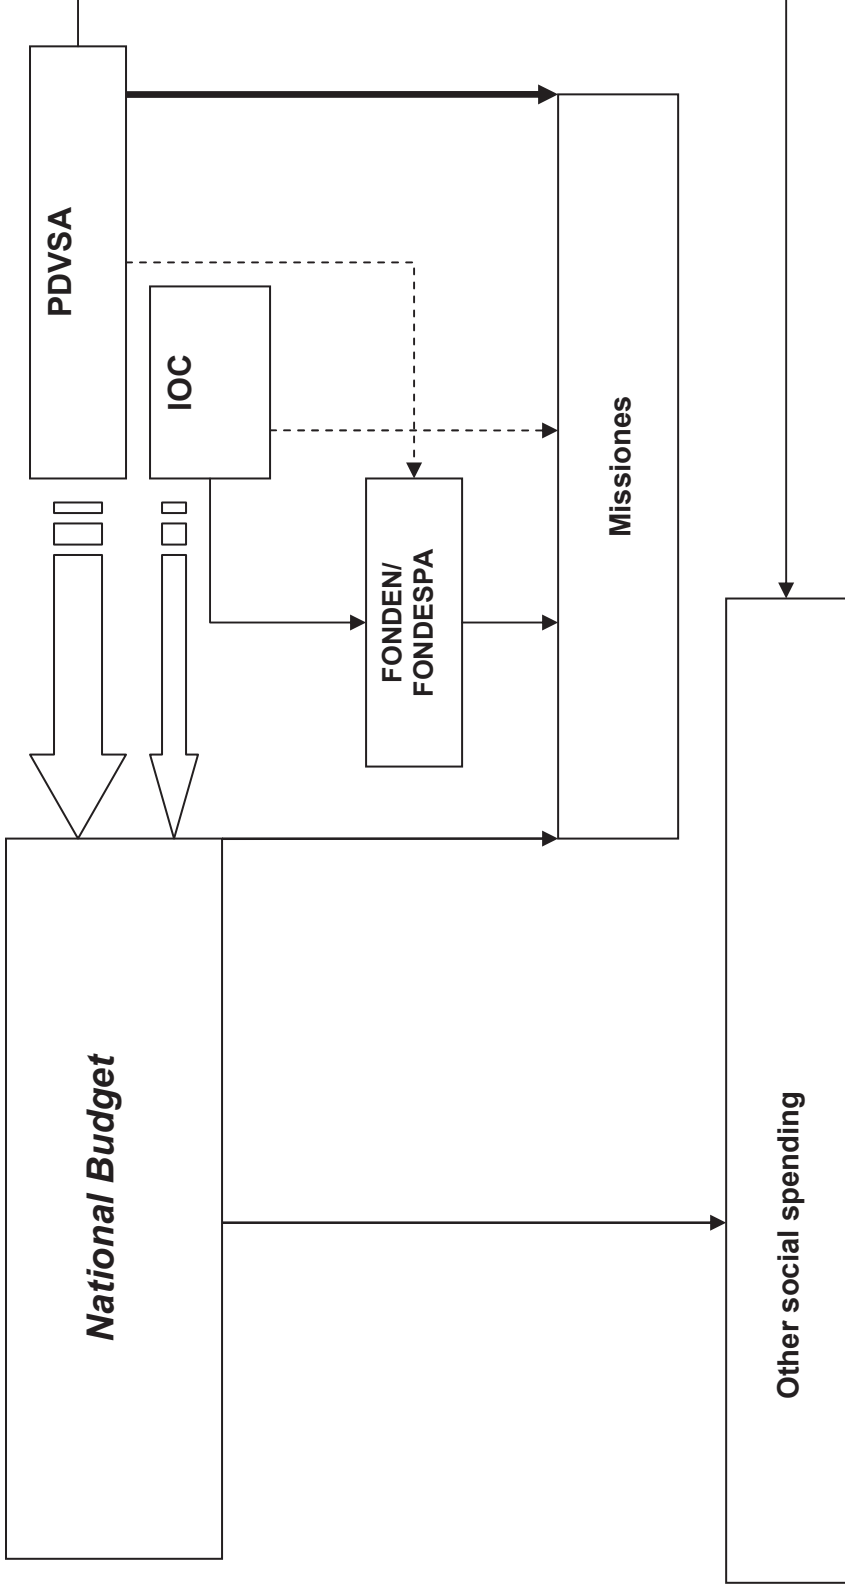 National Budget
PDVSA
IOC
FONDEN/
FONDESPA
Missiones
Other social spending